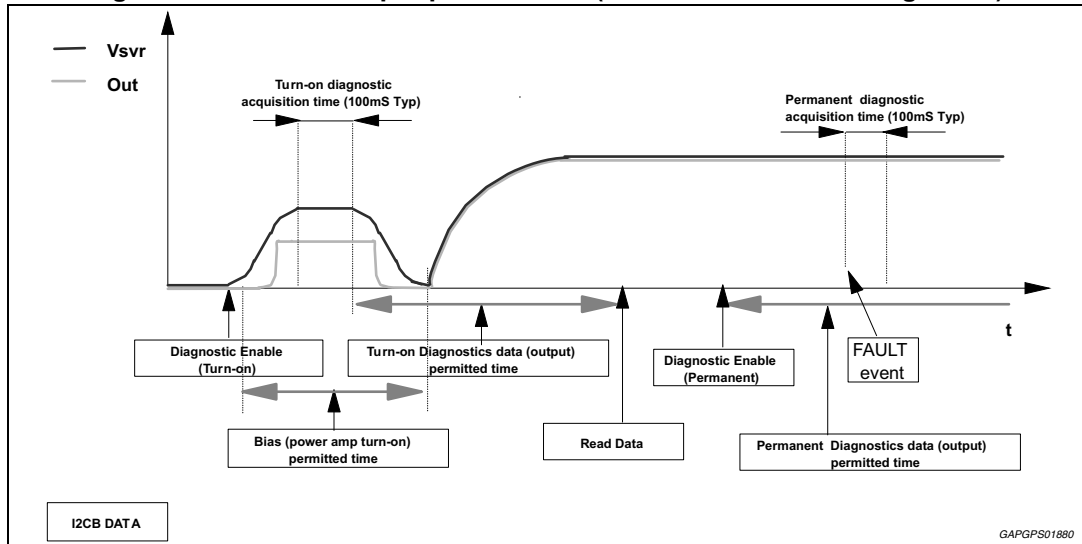 Vsvr
Out
Turn-on diagnostic
acquisition time (100mS Typ)
Permanent diagnostic
acquisition time (100mS Typ)
t
Diagnostic Enable
(Turn-on)
Turn-on Diagnostics data (output)
permitted time
Diagnostic Enable
(Permanent)
FAULT
event
Bias (power amp turn-on)
permitted time
Read Data
Permanent Diagnostics data (output)
permitted time
I2CB DATA
GAPGPS01880